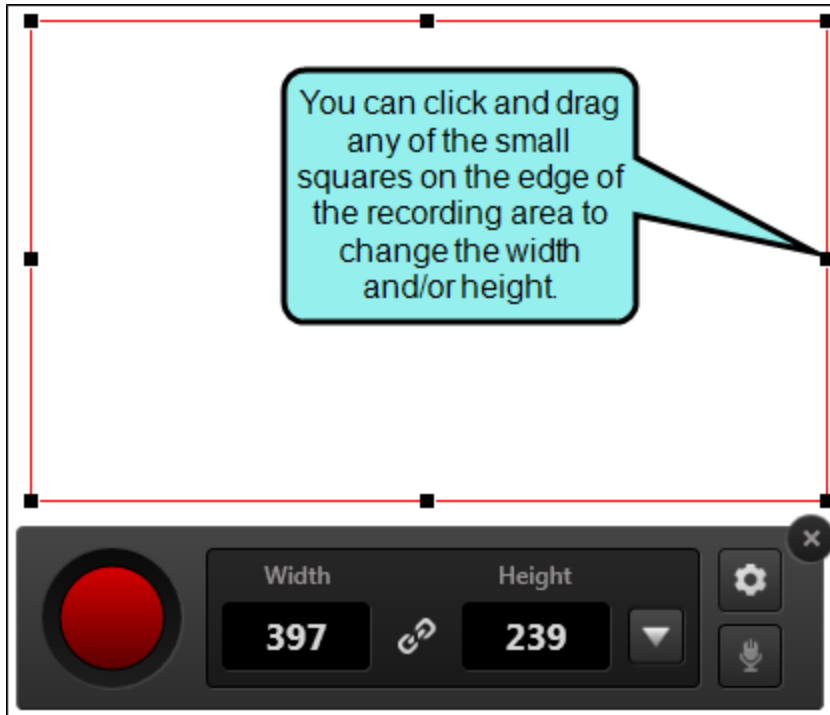 You can click and drag
any of the small
squares on the edge of
the recording area to
change the width
and/or height.
Width
Height
397
239